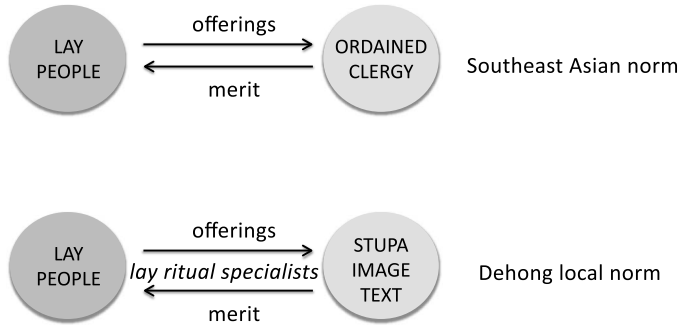 offerings
LAY
PEOPLE
ORDAINED
CLERGY
merit
Southeast Asian norm
offerings
LAY
PEOPLE
lay ritual specialists
STUPA
IMAGE
TEXT
merit
Dehong local norm